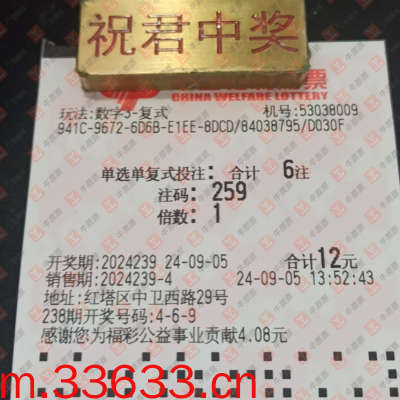 祝君中奖
票
CHINA WELFARE LOTTERY
玩法:数字3-复式 机号:53038009
941C-9672-6D6B-E1EE-8DCD/84038795/D030F
单选单复式投注: 合计 6注
注码: 259
倍数: 1
开奖期:2024239 24-09-05 合计12元
销售期:2024239-4 24-09-05 13:52:43
地址:红塔区中卫西路29号
238期开奖号码:4-6-9
感谢您为福彩公益事业贡献4.08元
m.33633.cn